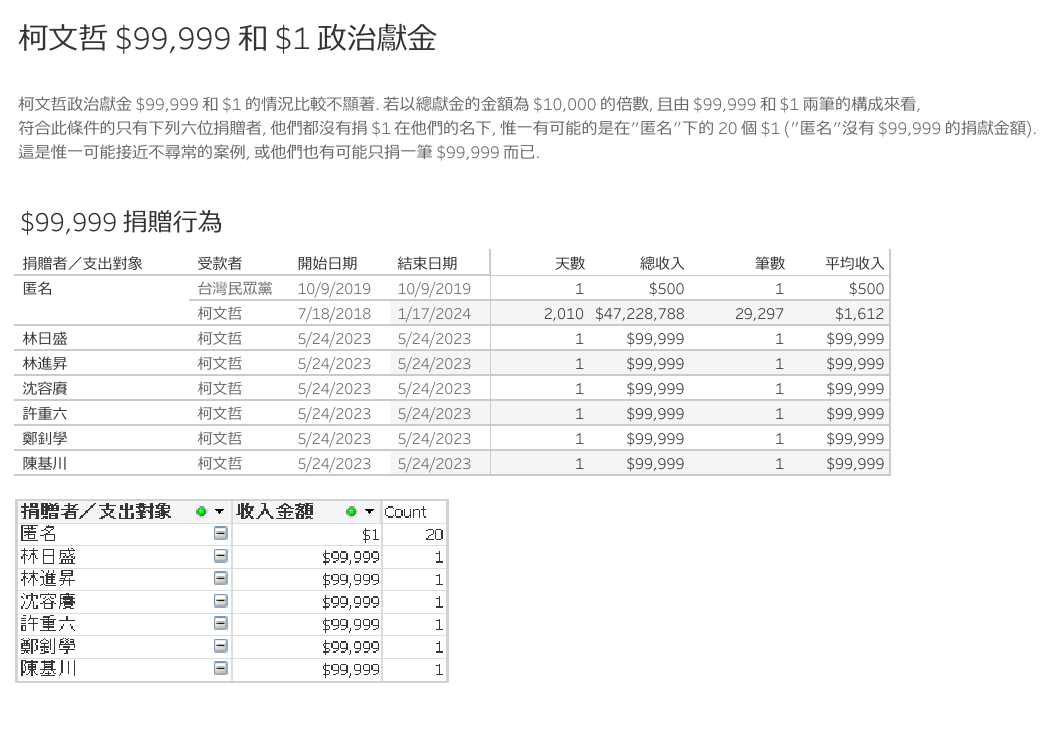 柯文哲 $99,999 和 $1 政治獻金
柯文哲政治獻金 $99,999 和 $1 的情況比較不顯著. 若以總獻金的金額為 $10,000 的倍數, 且由 $99,999 和 $1 兩筆的構成來看,
符合此條件的只有下列六位捐贈者, 他們都沒有捐 $1 在他們的名下, 惟一有可能的是在"匿名"下的 20 個 $1 ("匿名"沒有 $99,999 的捐獻金額).
這是惟一可能接近不尋常的案例, 或他們也有可能只捐一筆 $99,999 而已.
$99,999 捐贈行為
捐贈者／支出對象 受款者 開始日期 結束日期 天數 總收入 筆數 平均收入
匿名 台灣民眾黨 10/9/2019 10/9/2019 1 $500 1 $500
柯文哲 7/18/2018 1/17/2024 2,010 $47,228,788 29,297 $1,612
林日盛 柯文哲 5/24/2023 5/24/2023 1 $99,999 1 $99,999
林進昇 柯文哲 5/24/2023 5/24/2023 1 $99,999 1 $99,999
沈容賡 柯文哲 5/24/2023 5/24/2023 1 $99,999 1 $99,999
許重六 柯文哲 5/24/2023 5/24/2023 1 $99,999 1 $99,999
鄭釗學 柯文哲 5/24/2023 5/24/2023 1 $99,999 1 $99,999
陳基川 柯文哲 5/24/2023 5/24/2023 1 $99,999 1 $99,999
捐贈者／支出對象 收入金額 Count
匿名 $1 20
林日盛 $99,999 1
林進昇 $99,999 1
沈容賡 $99,999 1
許重六 $99,999 1
鄭釗學 $99,999 1
陳基川 $99,999 1